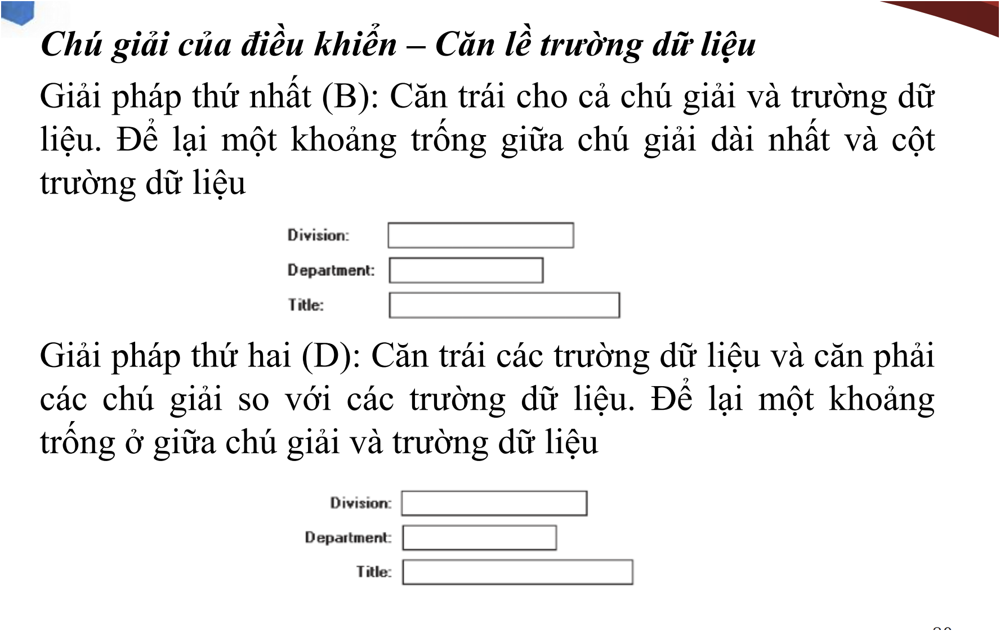 Chú giải của điều khiển – Căn lề trường dữ liệu
Giải pháp thứ nhất (B): Căn trái cho cả chú giải và trường dữ
liệu. Để lại một khoảng trống giữa chú giải dài nhất và cột
trường dữ liệu
Division:
Department:
Title:
Giải pháp thứ hai (D): Căn trái các trường dữ liệu và căn phải
các chú giải so với các trường dữ liệu. Để lại một khoảng
trống ở giữa chú giải và trường dữ liệu
Division:
Department:
Title: